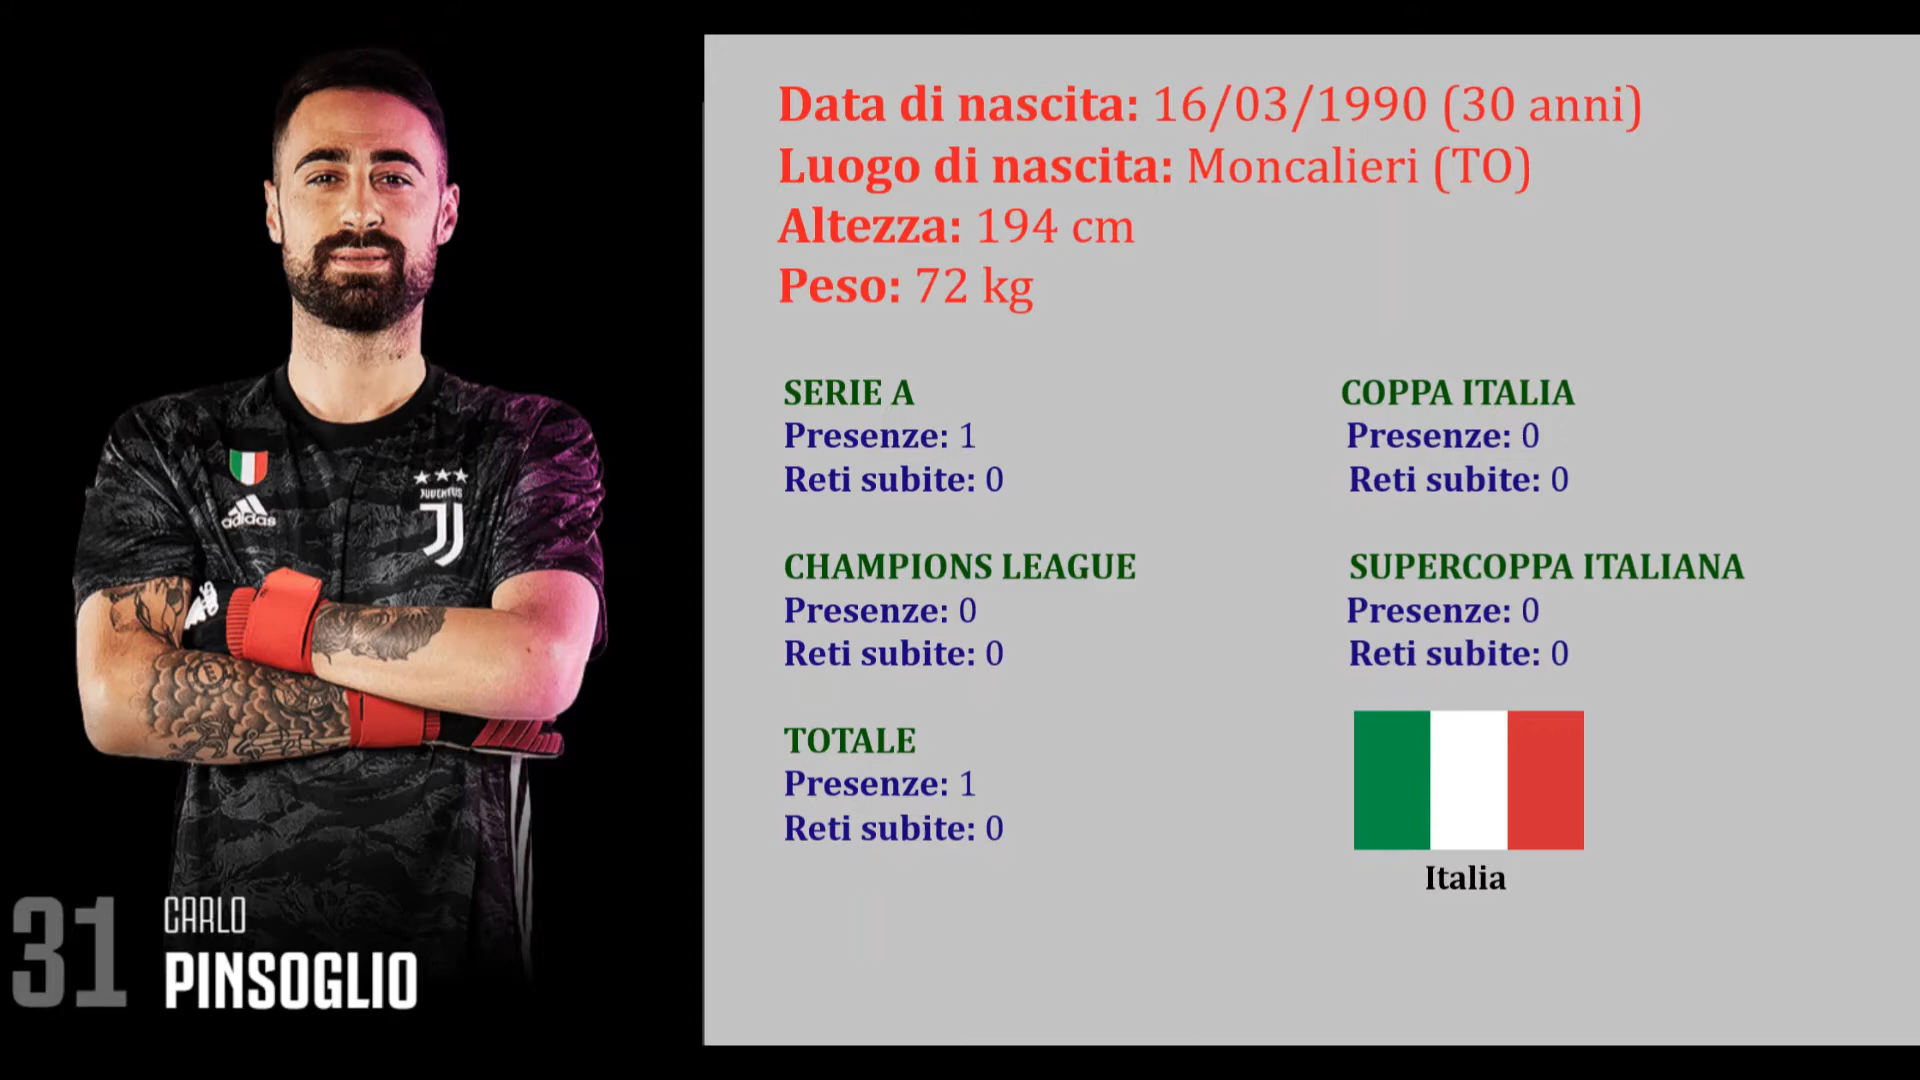 Data di nascita: 16/03/1990 (30 anni)
Luogo di nascita: Moncalieri (TO)
Altezza: 194 cm
Peso: 72 kg
SERIE A
Presenze: 1
Reti subite: 0
COPPA ITALIA
Presenze: 0
Reti subite: 0
CHAMPIONS LEAGUE
Presenze: 0
Reti subite: 0
SUPERCOPPA ITALIANA
Presenze: 0
Reti subite: 0
TOTALE
Presenze: 1
Reti subite: 0
Italia
adidas
JUVENTUS
31
CARLO
PINSOGLIO